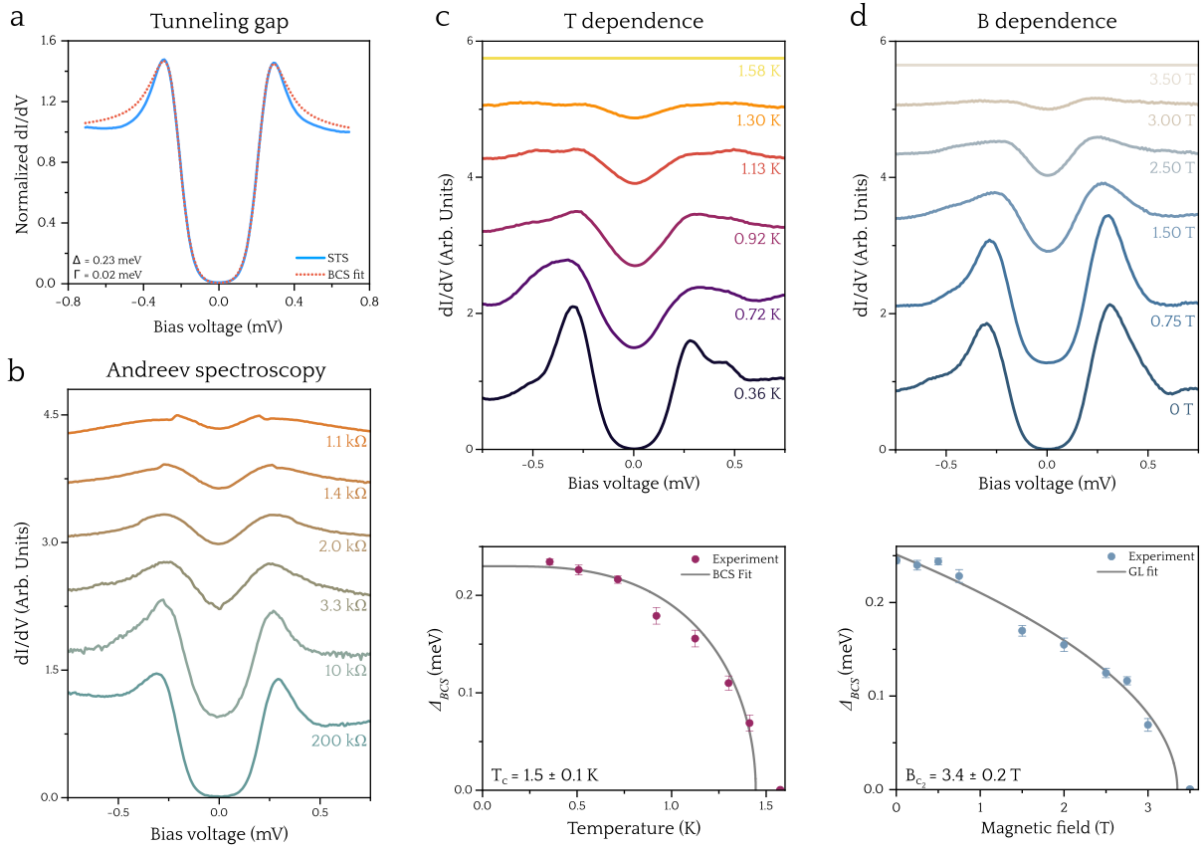 a
Tunneling gap
1.6
1.2
0.8
0.4
0.0
Normalized dI/dV
Δ = 0.23 meV
Γ = 0.02 meV
STS
BCS fit
−0.8
−0.4
0.0
0.4
0.8
Bias voltage (mV)
b
Andreev spectroscopy
4.5
3.0
1.5
0.0
dI/dV (Arb. Units)
1.1 kΩ
1.4 kΩ
2.0 kΩ
3.3 kΩ
10 kΩ
200 kΩ
−0.5
0.0
0.5
Bias voltage (mV)
c
T dependence
6
4
2
0
dI/dV (Arb. Units)
1.58 K
1.30 K
1.13 K
0.92 K
0.72 K
0.36 K
−0.5
0.0
0.5
Bias voltage (mV)
0.2
0.1
0.0
Δ_BCS (meV)
Experiment
BCS Fit
T_C = 1.5 ± 0.1 K
0.0
0.5
1.0
1.5
Temperature (K)
d
B dependence
6
4
2
0
dI/dV (Arb. Units)
3.50 T
3.00 T
2.50 T
1.50 T
0.75 T
0 T
−0.5
0.0
0.5
Bias voltage (mV)
0.2
0.1
0.0
Δ_BCS (meV)
Experiment
GL fit
B_C₂ = 3.4 ± 0.2 T
0
1
2
3
Magnetic field (T)